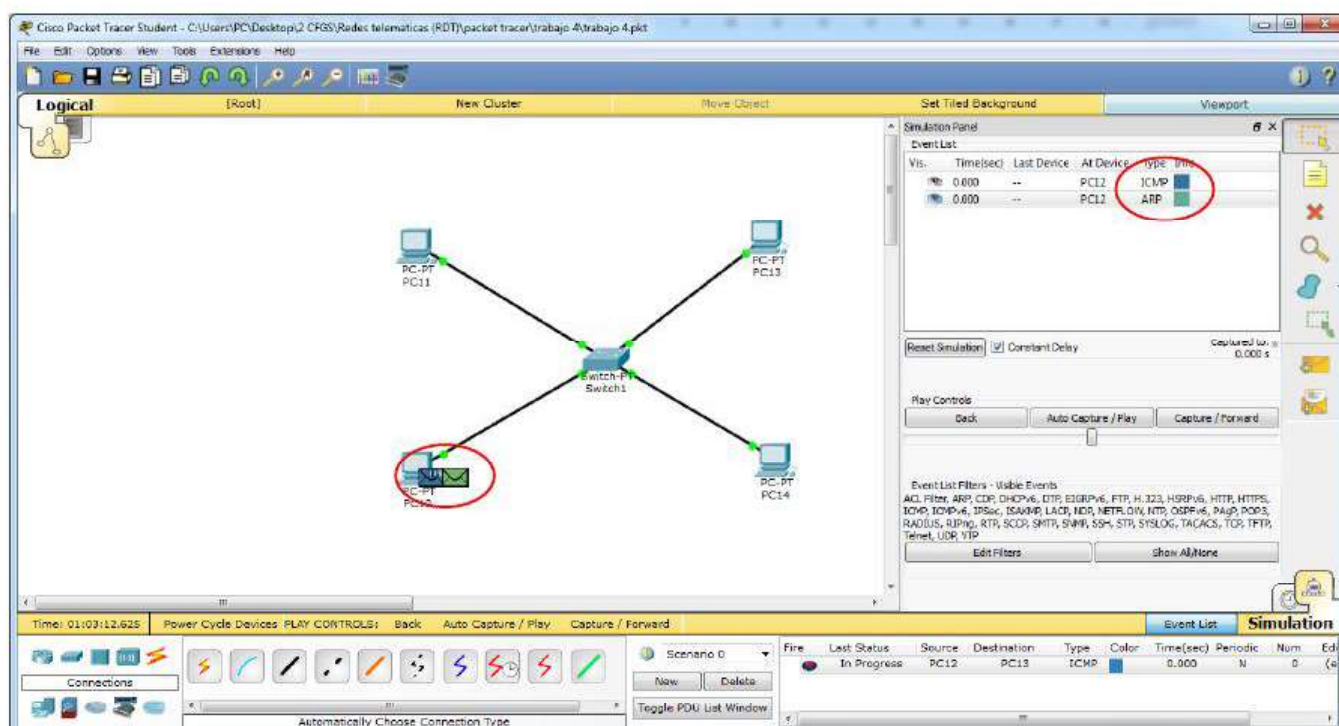 Cisco Packet Tracer Student - C:\Users\PC\Desktop\2 CFGS\Redes telematicas (RDT)\packet tracer\trabajo 4\trabajo 4.pkt
File Edit Options View Tools Extensions Help
Logical [Root] New Cluster Move Object Set Tiled Background Viewport
Simulation Panel
Event List
Vis. Time(sec) Last Device At Device Type Info
0.000 -- PC12 ICMP
0.000 -- PC12 ARP
PC-PT
PC11
PC-PT
PC13
Switch-PT
Switch1
PC-PT
PC12
PC-PT
PC14
Reset Simulation Constant Delay Captured to:
0.000 s
Play Controls
Back Auto Capture / Play Capture / Forward
Event List Filters - Visible Events
ACL Filter, ARP, CDP, DHCPv6, DTP, EIGRPv6, FTP, H.323, HSRPv6, HTTP, HTTPS,
ICMP, ICMPv6, IPSec, ISAKMP, LACP, NDP, NETFLOW, NTP, OSPFv6, PAgP, POP3,
RADIUS, RIPng, RTP, SCCP, SMTP, SNMP, SSH, STP, SYSLOG, TACACS, TCP, TFTP,
Telnet, UDP, VTP
Edit Filters Show All/None
Time: 01:03:12.625 Power Cycle Devices PLAY CONTROLS: Back Auto Capture / Play Capture / Forward Event List Simulation
Connections
Automatically Choose Connection Type
Scenario 0
New Delete
Toggle PDU List Window
Fire Last Status Source Destination Type Color Time(sec) Periodic Num Edi
In Progress PC12 PC13 ICMP 0.000 N 0 (e